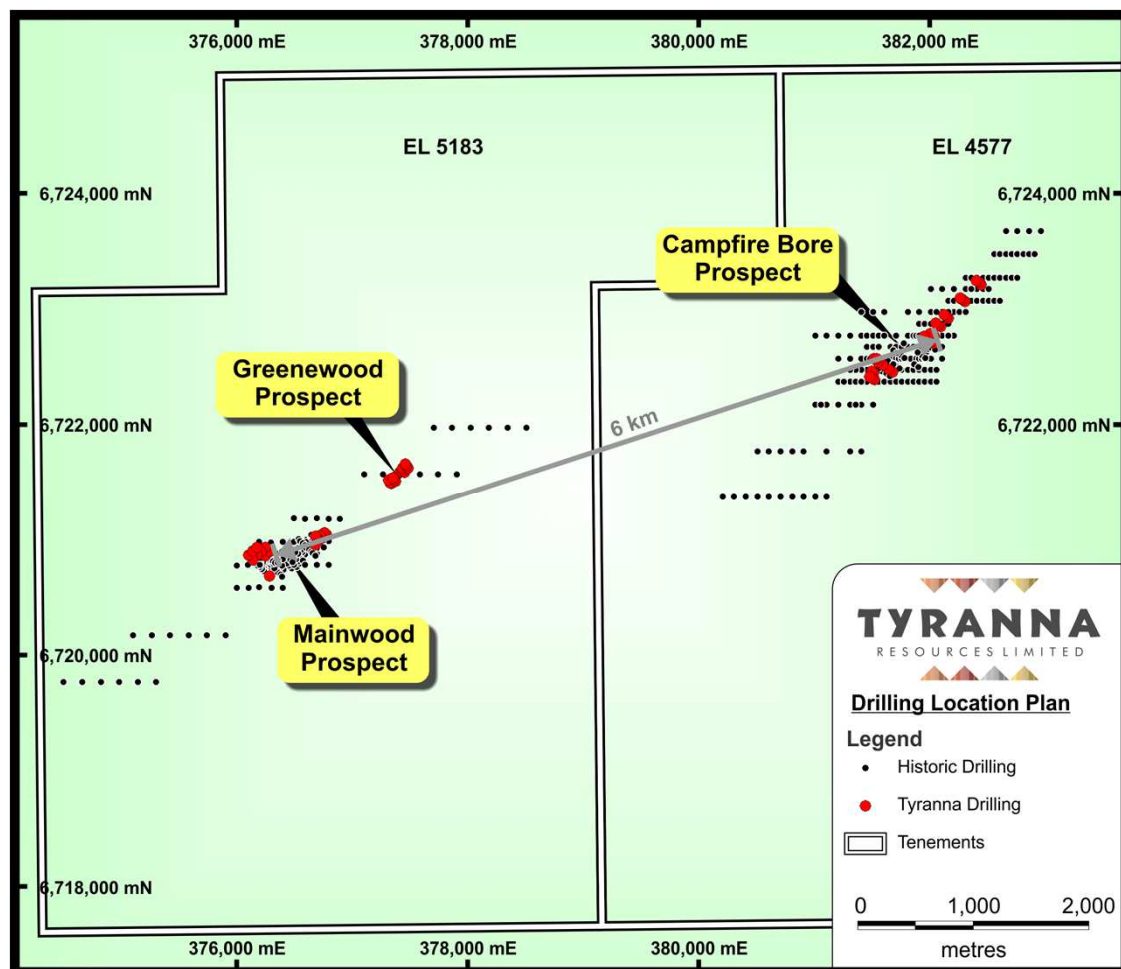 376,000 mE
378,000 mE
380,000 mE
382,000 mE
EL 5183
EL 4577
6,724,000 mN
6,724,000 mN
Campfire Bore
Prospect
Greenewood
Prospect
6 km
6,722,000 mN
6,722,000 mN
Mainwood
Prospect
6,720,000 mN
6,718,000 mN
TYRANNA
RESOURCES LIMITED
Drilling Location Plan
Legend
Historic Drilling
Tyranna Drilling
Tenements
0 1,000 2,000
metres
376,000 mE
378,000 mE
380,000 mE